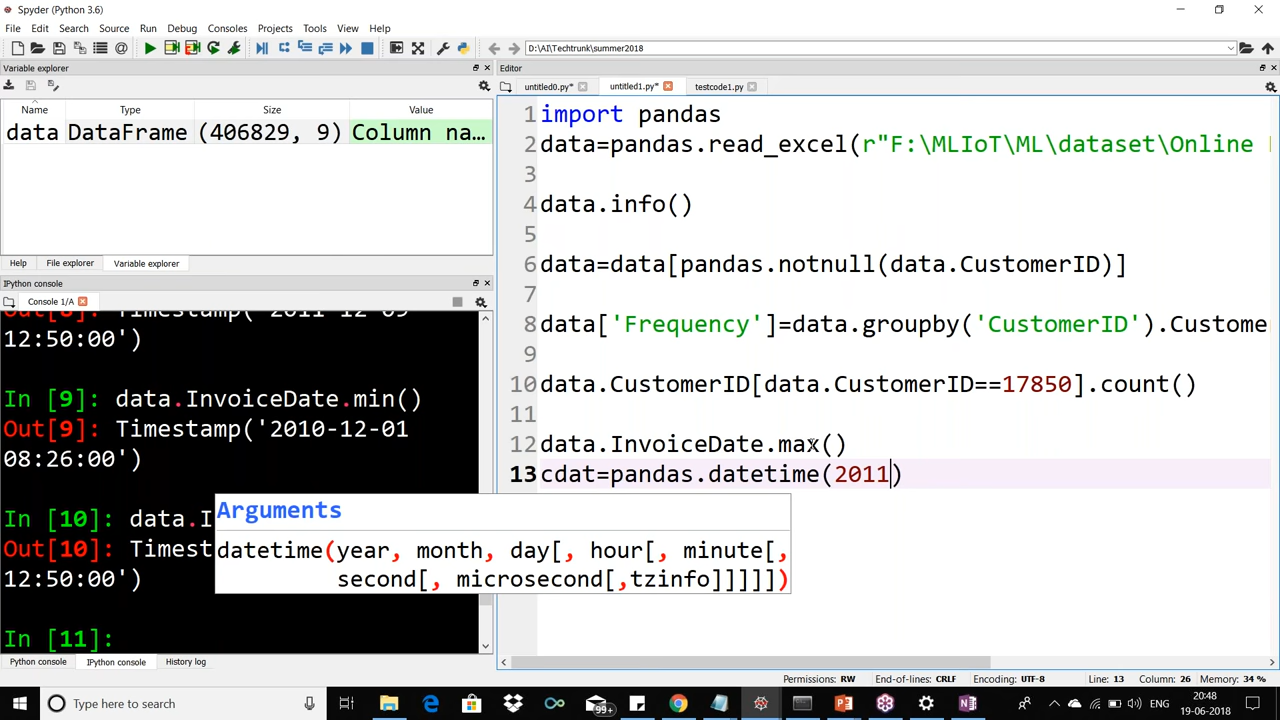 Spyder (Python 3.6)
File Edit Search Source Run Debug Consoles Projects Tools View Help
D:\AI\Techtrunk\summer2018
Variable explorer
Name Type Size Value
data DataFrame (406829, 9) Column na...
Help File explorer Variable explorer
IPython console
Console 1/A
12:50:00')
In [9]: data.InvoiceDate.min()
Out[9]: Timestamp('2010-12-01
08:26:00')
In [10]: data.I
Out[10]: Timest
12:50:00')
In [11]:
Python console IPython console History log
Editor
untitled0.py* untitled1.py* testcode1.py
1 import pandas
2 data=pandas.read_excel(r"F:\MLIoT\ML\dataset\Online
3
4 data.info()
5
6 data=data[pandas.notnull(data.CustomerID)]
7
8 data['Frequency']=data.groupby('CustomerID').Custome
9
10 data.CustomerID[data.CustomerID==17850].count()
11
12 data.InvoiceDate.max()
13 cdat=pandas.datetime(2011)
Arguments
datetime(year, month, day[, hour[, minute[,
second[, microsecond[,tzinfo]]]]])
Permissions: RW End-of-lines: CRLF Encoding: UTF-8 Line: 13 Column: 26 Memory: 34 %
Type here to search
99+
ENG
20:48
19-06-2018